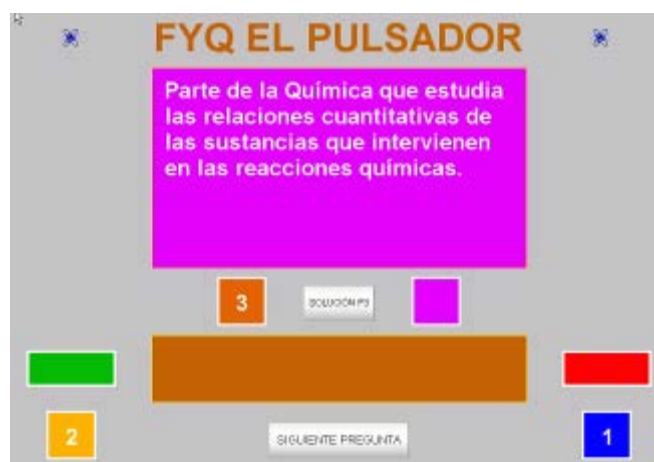 FYQ EL PULSADOR
Parte de la Química que estudia
las relaciones cuantitativas de
las sustancias que intervienen
en las reacciones químicas.
3
SOLUCIÓN P3
2
SIGUIENTE PREGUNTA
1